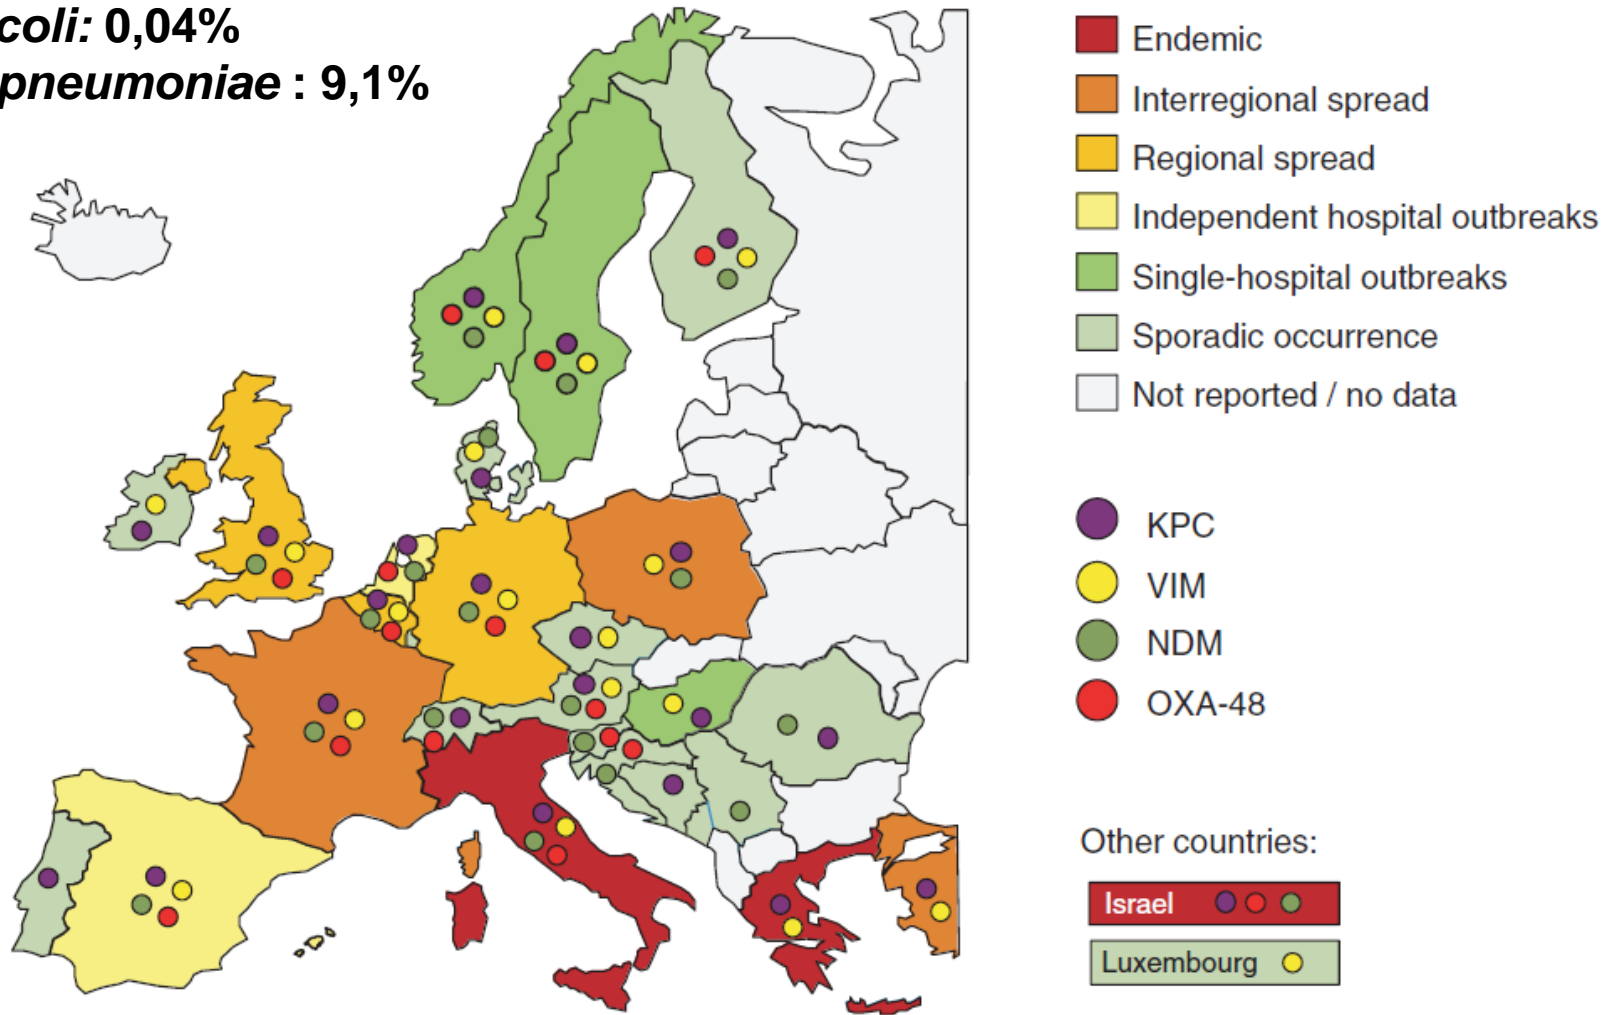 coli: 0,04%
pneumoniae : 9,1%
Endemic
Interregional spread
Regional spread
Independent hospital outbreaks
Single-hospital outbreaks
Sporadic occurrence
Not reported / no data
KPC
VIM
NDM
OXA-48
Other countries:
Israel
Luxembourg